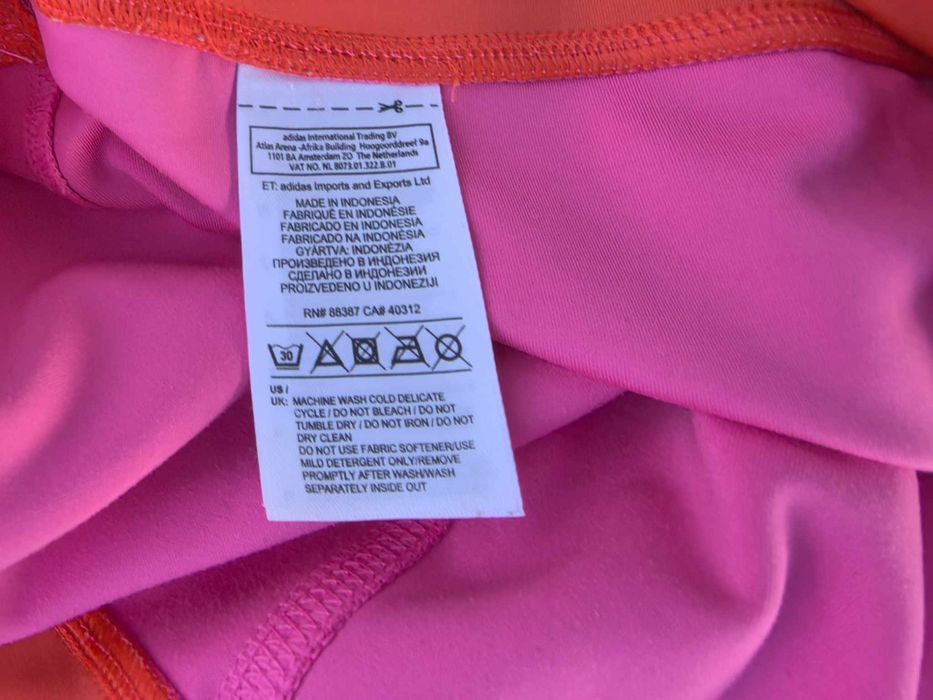 adidas International Trading BV
Atlas Arena -Afrika Building Hoogoorddreef 9a
1101 BA Amsterdam ZO The Netherlands
VAT NO. NL 8073.01.322.B.01
ET: adidas Imports and Exports Ltd
MADE IN INDONESIA
FABRIQUÉ EN INDONÉSIE
FABRICADO EN INDONESIA
FABRICADO NA INDONÉSIA
GYÁRTVA: INDONÉZIA
ПРОИЗВЕДЕНО В ИНДОНЕЗИЯ
СДЕЛАНО В ИНДОНЕЗИИ
PROIZVEDENO U INDONEZIJI
RN# 88387 CA# 40312
30
US /
UK: MACHINE WASH COLD DELICATE
CYCLE / DO NOT BLEACH / DO NOT
TUMBLE DRY / DO NOT IRON / DO NOT
DRY CLEAN
DO NOT USE FABRIC SOFTENER/USE
MILD DETERGENT ONLY/REMOVE
PROMPTLY AFTER WASH/WASH
SEPARATELY INSIDE OUT